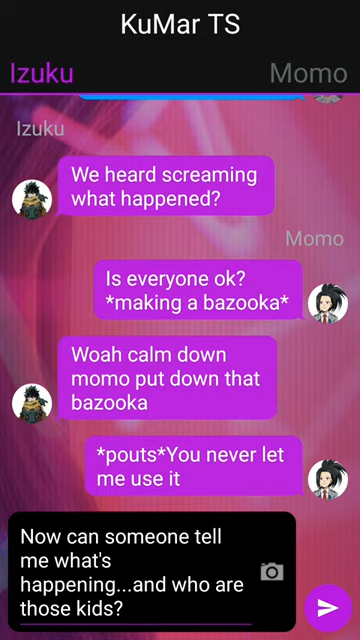 KuMar TS
Izuku
Momo
Izuku
We heard screaming
what happened?
Momo
Is everyone ok?
*making a bazooka*
Woah calm down
momo put down that
bazooka
*pouts*You never let
me use it
Now can someone tell
me what's
happening...and who are
those kids?